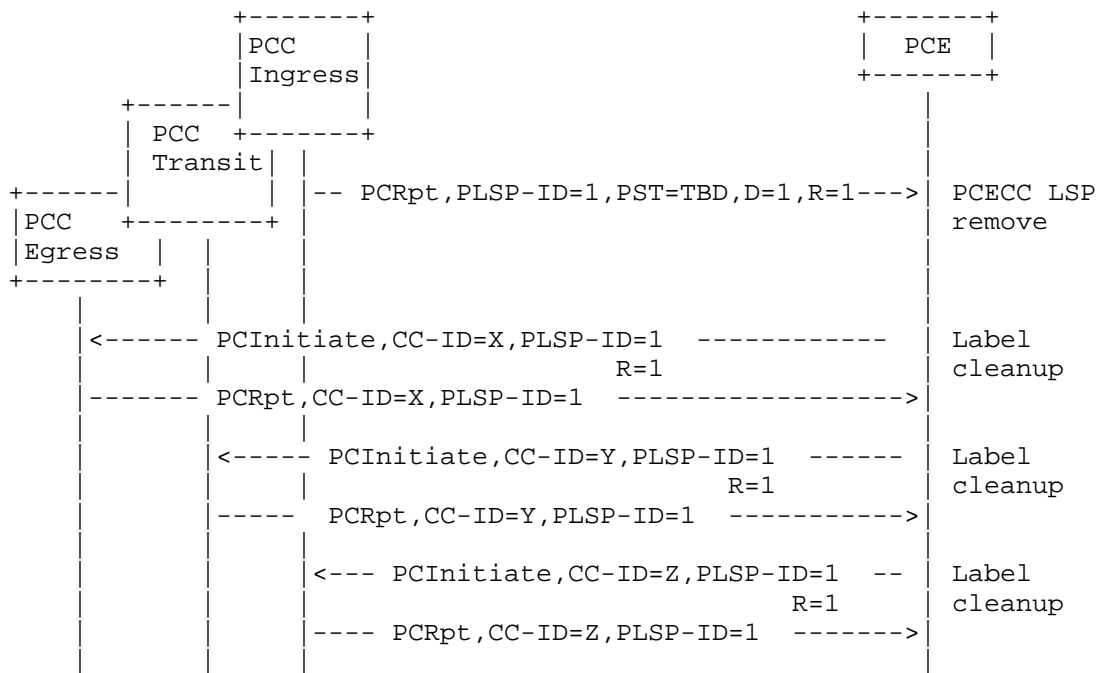 PCC
PCE
Ingress
PCC
Transit
PCRpt,PLSP-ID=1,PST=TBD,D=1,R=1 PCECC LSP
PCC
remove
Egress
PCInitiate,CC-ID=X,PLSP-ID=1 Label
R=1 cleanup
PCRpt,CC-ID=X,PLSP-ID=1
PCInitiate,CC-ID=Y,PLSP-ID=1 Label
R=1 cleanup
PCRpt,CC-ID=Y,PLSP-ID=1
PCInitiate,CC-ID=Z,PLSP-ID=1 Label
R=1 cleanup
PCRpt,CC-ID=Z,PLSP-ID=1